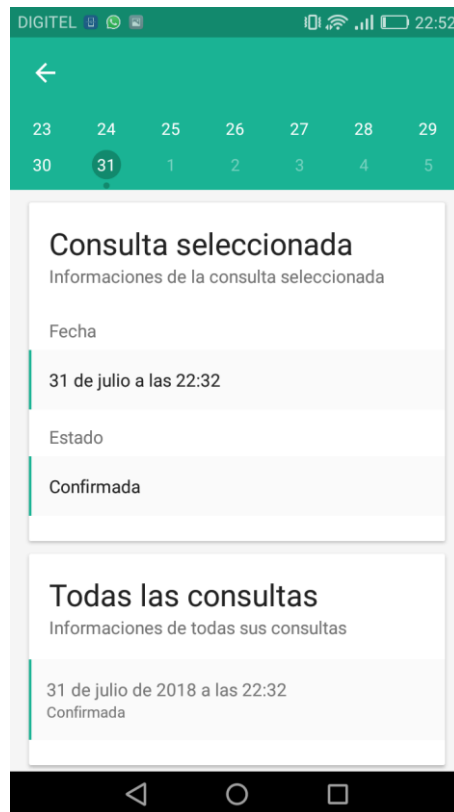 DIGITEL 22:52
23 24 25 26 27 28 29
30 31 1 2 3 4 5
Consulta seleccionada
Informaciones de la consulta seleccionada
Fecha
31 de julio a las 22:32
Estado
Confirmada
Todas las consultas
Informaciones de todas sus consultas
31 de julio de 2018 a las 22:32
Confirmada